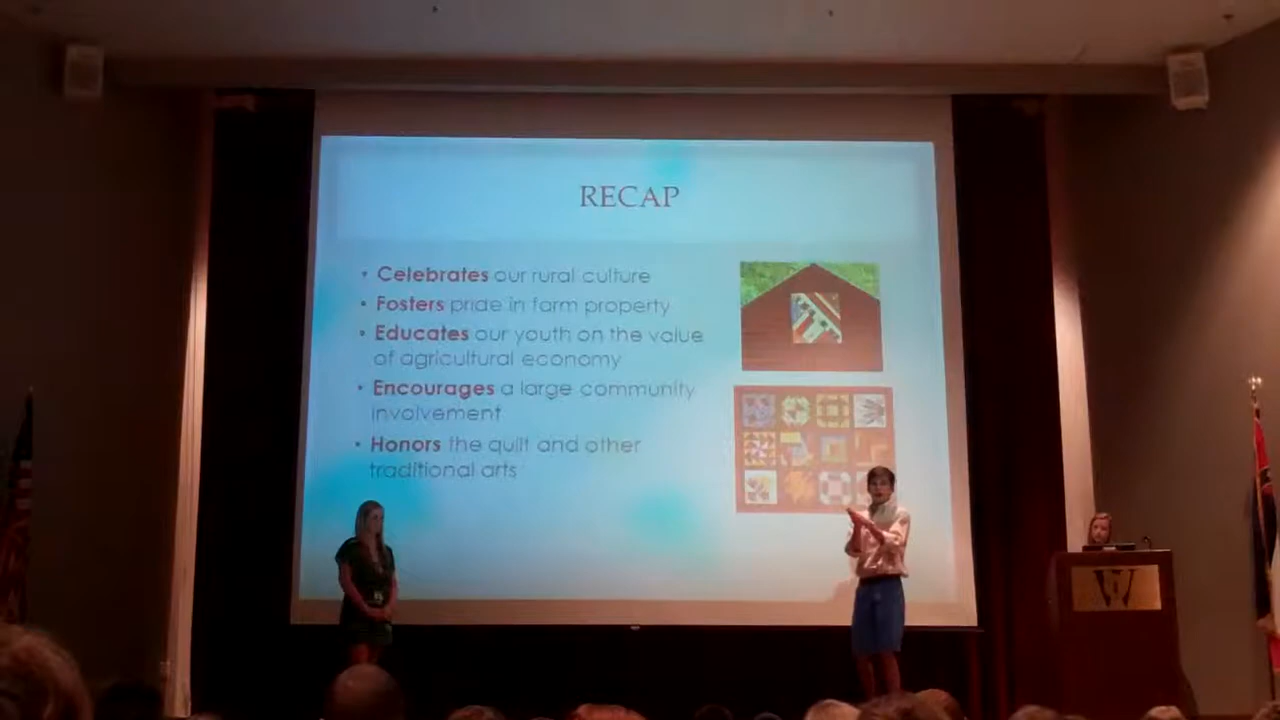 RECAP
• Celebrates our rural culture
• Fosters pride in farm property
• Educates our youth on the value
of agricultural economy
• Encourages a large community
involvement
• Honors the quilt and other
traditional arts
W